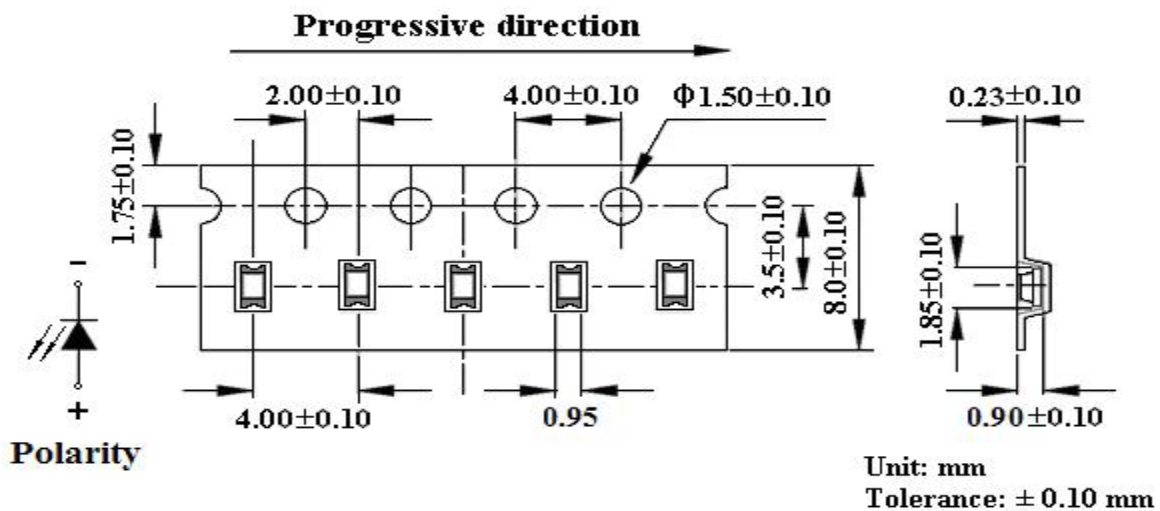 Progressive direction
2.00±0.10
4.00±0.10
Φ1.50±0.10
0.23±0.10
1.75±0.10
3.5±0.10
8.0±0.10
1.85±0.10
-
+
Polarity
4.00±0.10
0.95
0.90±0.10
Unit: mm
Tolerance: ± 0.10 mm